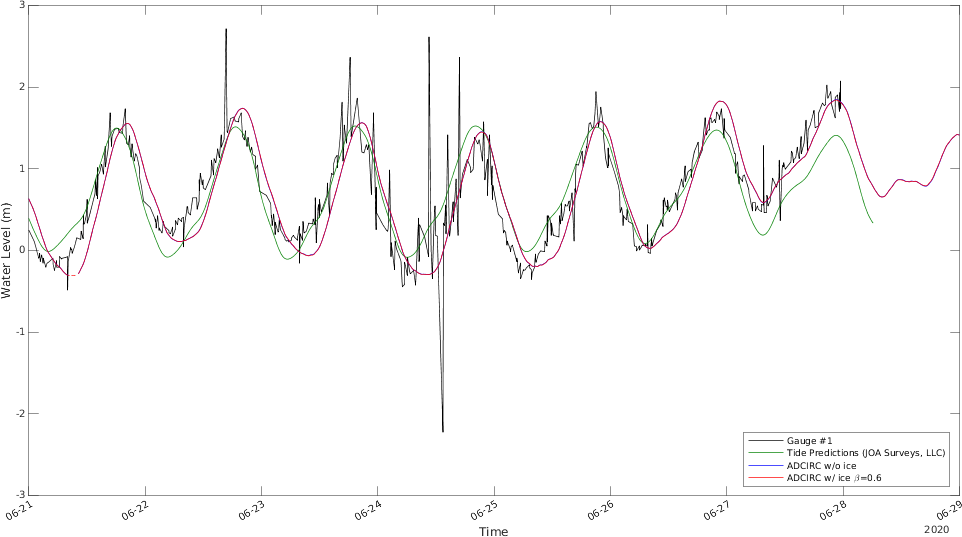 3
2
1
0
-1
-2
-3
Water Level (m)
06-21
06-22
06-23
06-24
06-25
06-26
06-27
06-28
06-29
Time
2020
Gauge #1
Tide Predictions (JOA Surveys, LLC)
ADCIRC w/o ice
ADCIRC w/ ice β=0.6